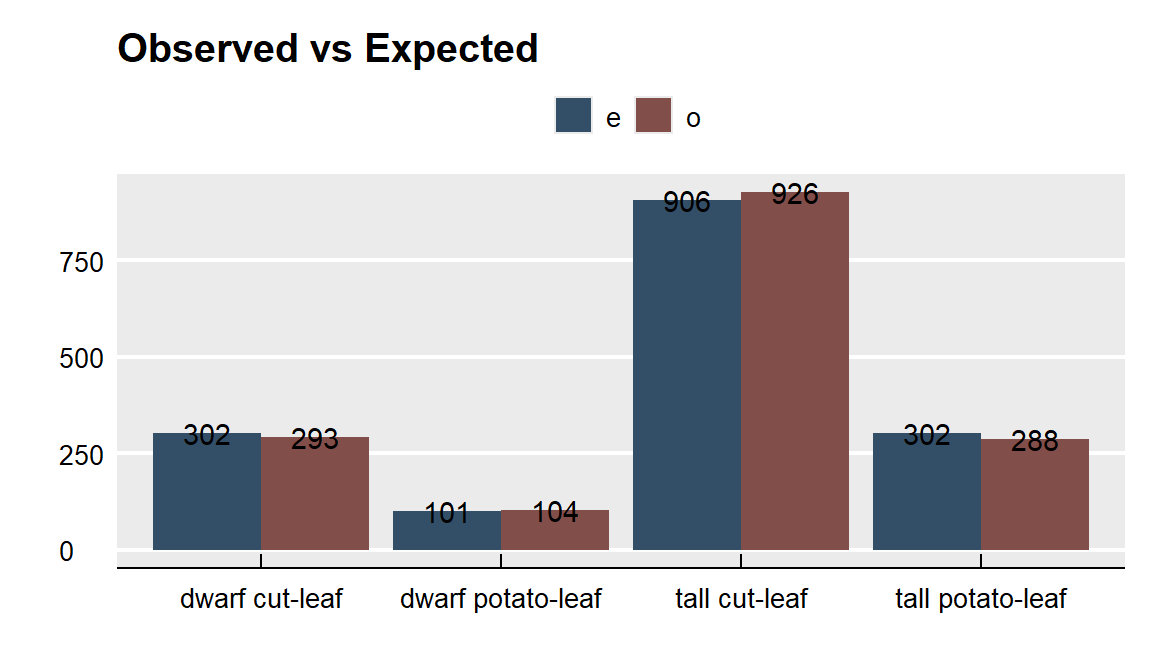 Observed vs Expected
e o
906 926
750
500
302 293 302 288
250
101 104
0
dwarf cut-leaf dwarf potato-leaf tall cut-leaf tall potato-leaf